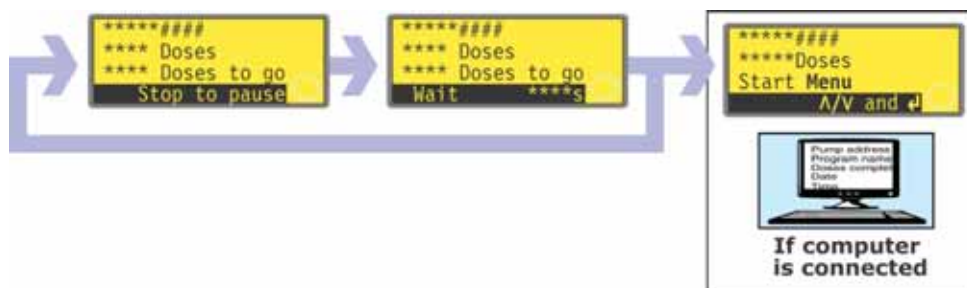 *****####
**** Doses
**** Doses to go
Stop to pause
*****####
**** Doses
**** Doses to go
Wait ****s
*****####
*****Doses
Start Menu
Λ/V and ↲
Pump address
Program name
Doses complet
Date
Time
If computer
is connected